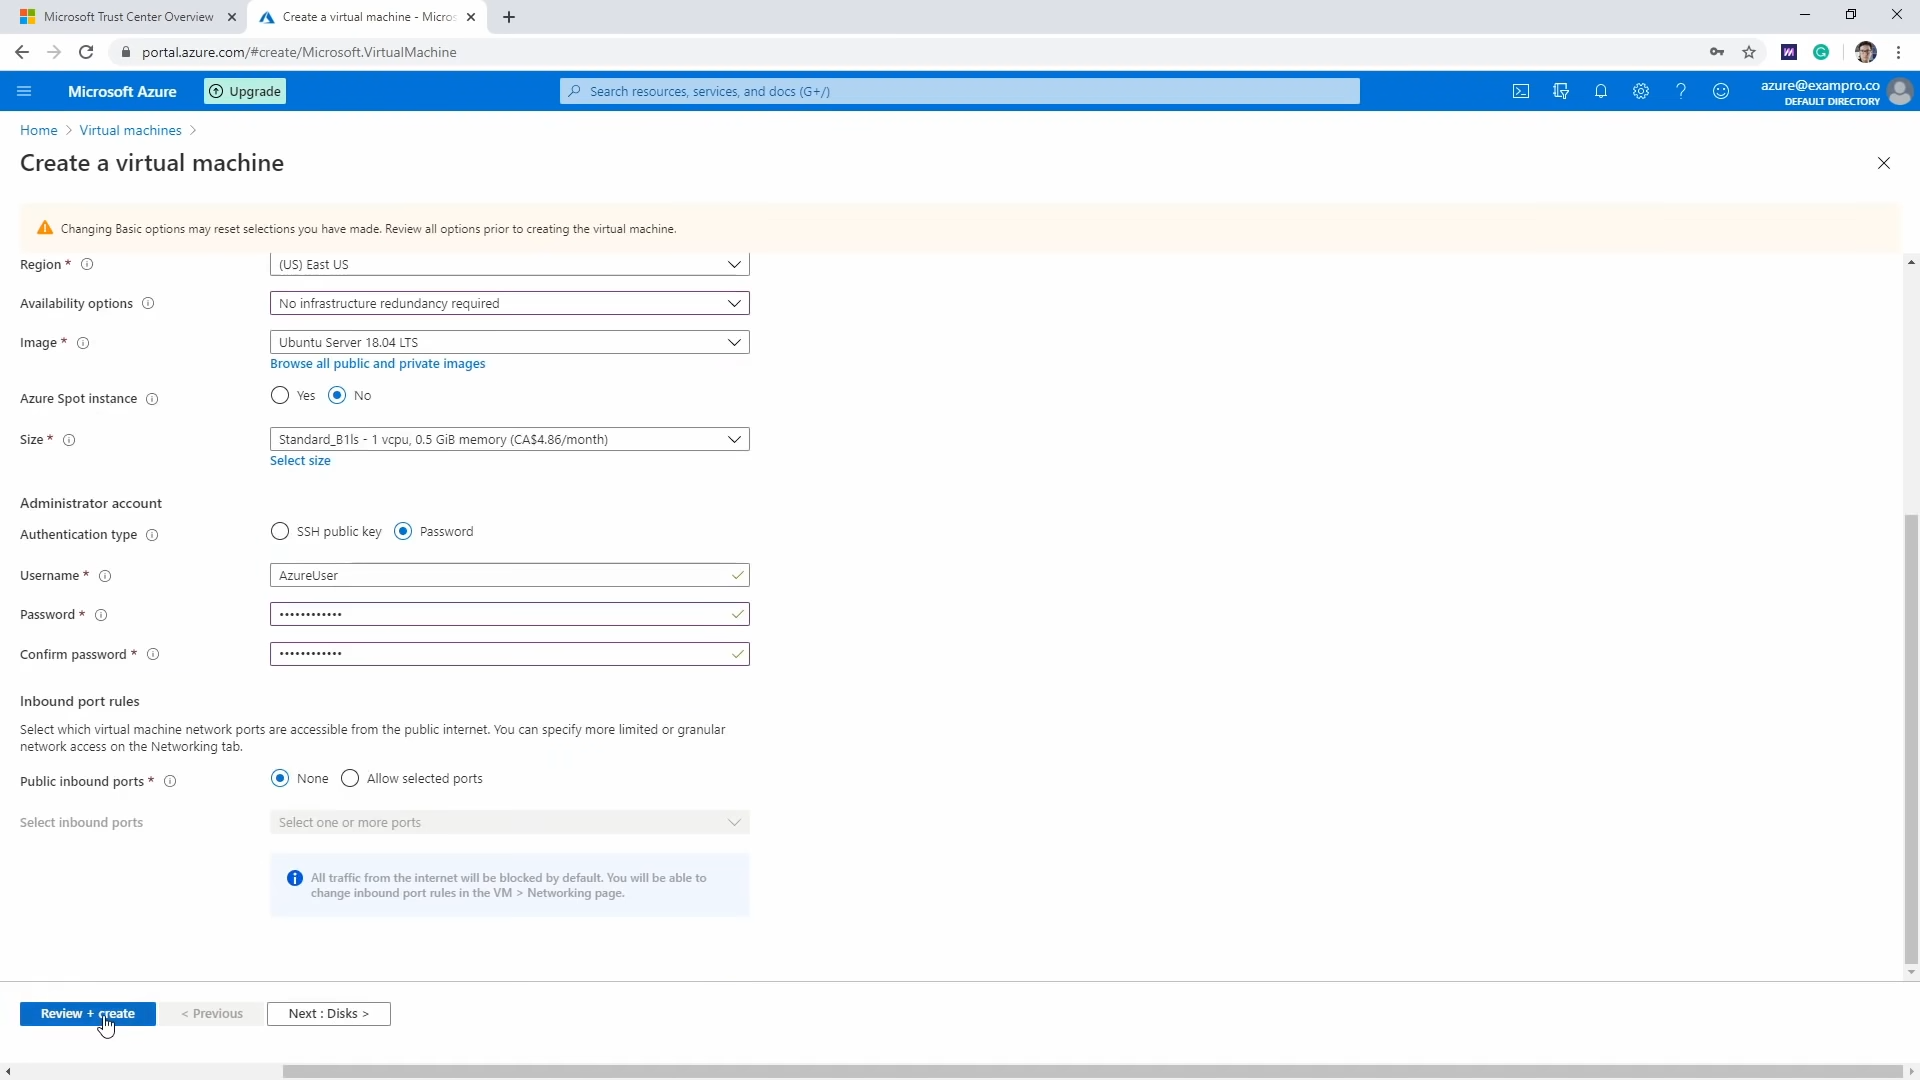 Microsoft Trust Center Overview
Create a virtual machine - Micros
portal.azure.com/#create/Microsoft.VirtualMachine
Microsoft Azure
Upgrade
Search resources, services, and docs (G+/)
azure@exampro.co
DEFAULT DIRECTORY
Home > Virtual machines >
Create a virtual machine
Changing Basic options may reset selections you have made. Review all options prior to creating the virtual machine.
Region *
(US) East US
Availability options
No infrastructure redundancy required
Image *
Ubuntu Server 18.04 LTS
Browse all public and private images
Azure Spot instance
Yes
No
Size *
Standard_B1ls - 1 vcpu, 0.5 GiB memory (CA$4.86/month)
Select size
Administrator account
Authentication type
SSH public key
Password
Username *
AzureUser
Password *
••••••••••••
Confirm password *
••••••••••••
Inbound port rules
Select which virtual machine network ports are accessible from the public internet. You can specify more limited or granular
network access on the Networking tab.
Public inbound ports *
None
Allow selected ports
Select inbound ports
Select one or more ports
All traffic from the internet will be blocked by default. You will be able to
change inbound port rules in the VM > Networking page.
Review + create
< Previous
Next : Disks >